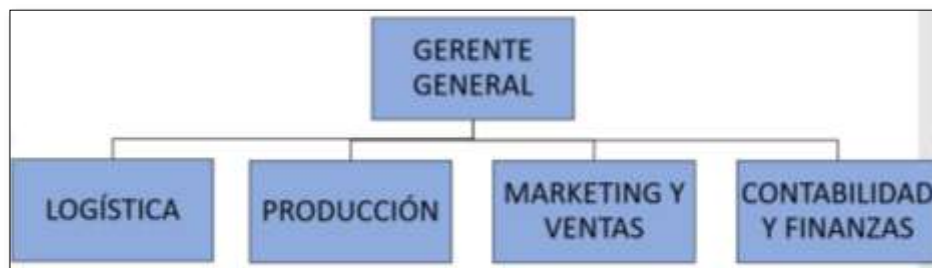 GERENTE
GENERAL
LOGÍSTICA
PRODUCCIÓN
MARKETING Y
VENTAS
CONTABILIDAD
Y FINANZAS